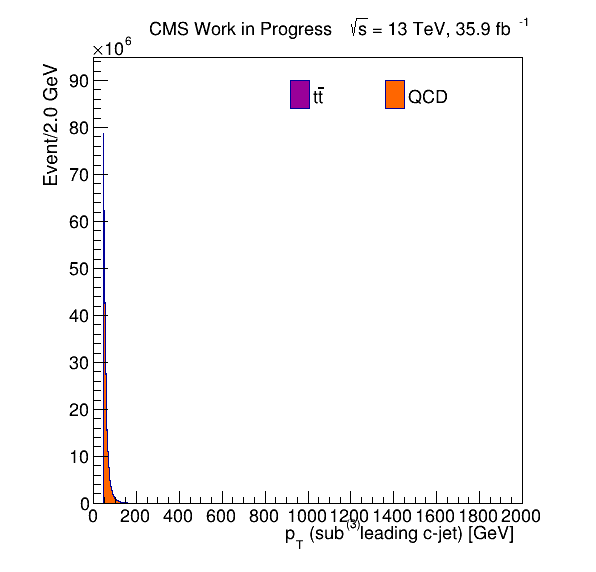 CMS Work in Progress √s = 13 TeV, 35.9 fb⁻¹
×10⁶
Event/2.0 GeV
90
80
70
60
50
40
30
20
10
0
tt̄ QCD
0 200 400 600 800 1000 1200 1400 1600 1800 2000
p_T (sub⁽³⁾leading c-jet) [GeV]